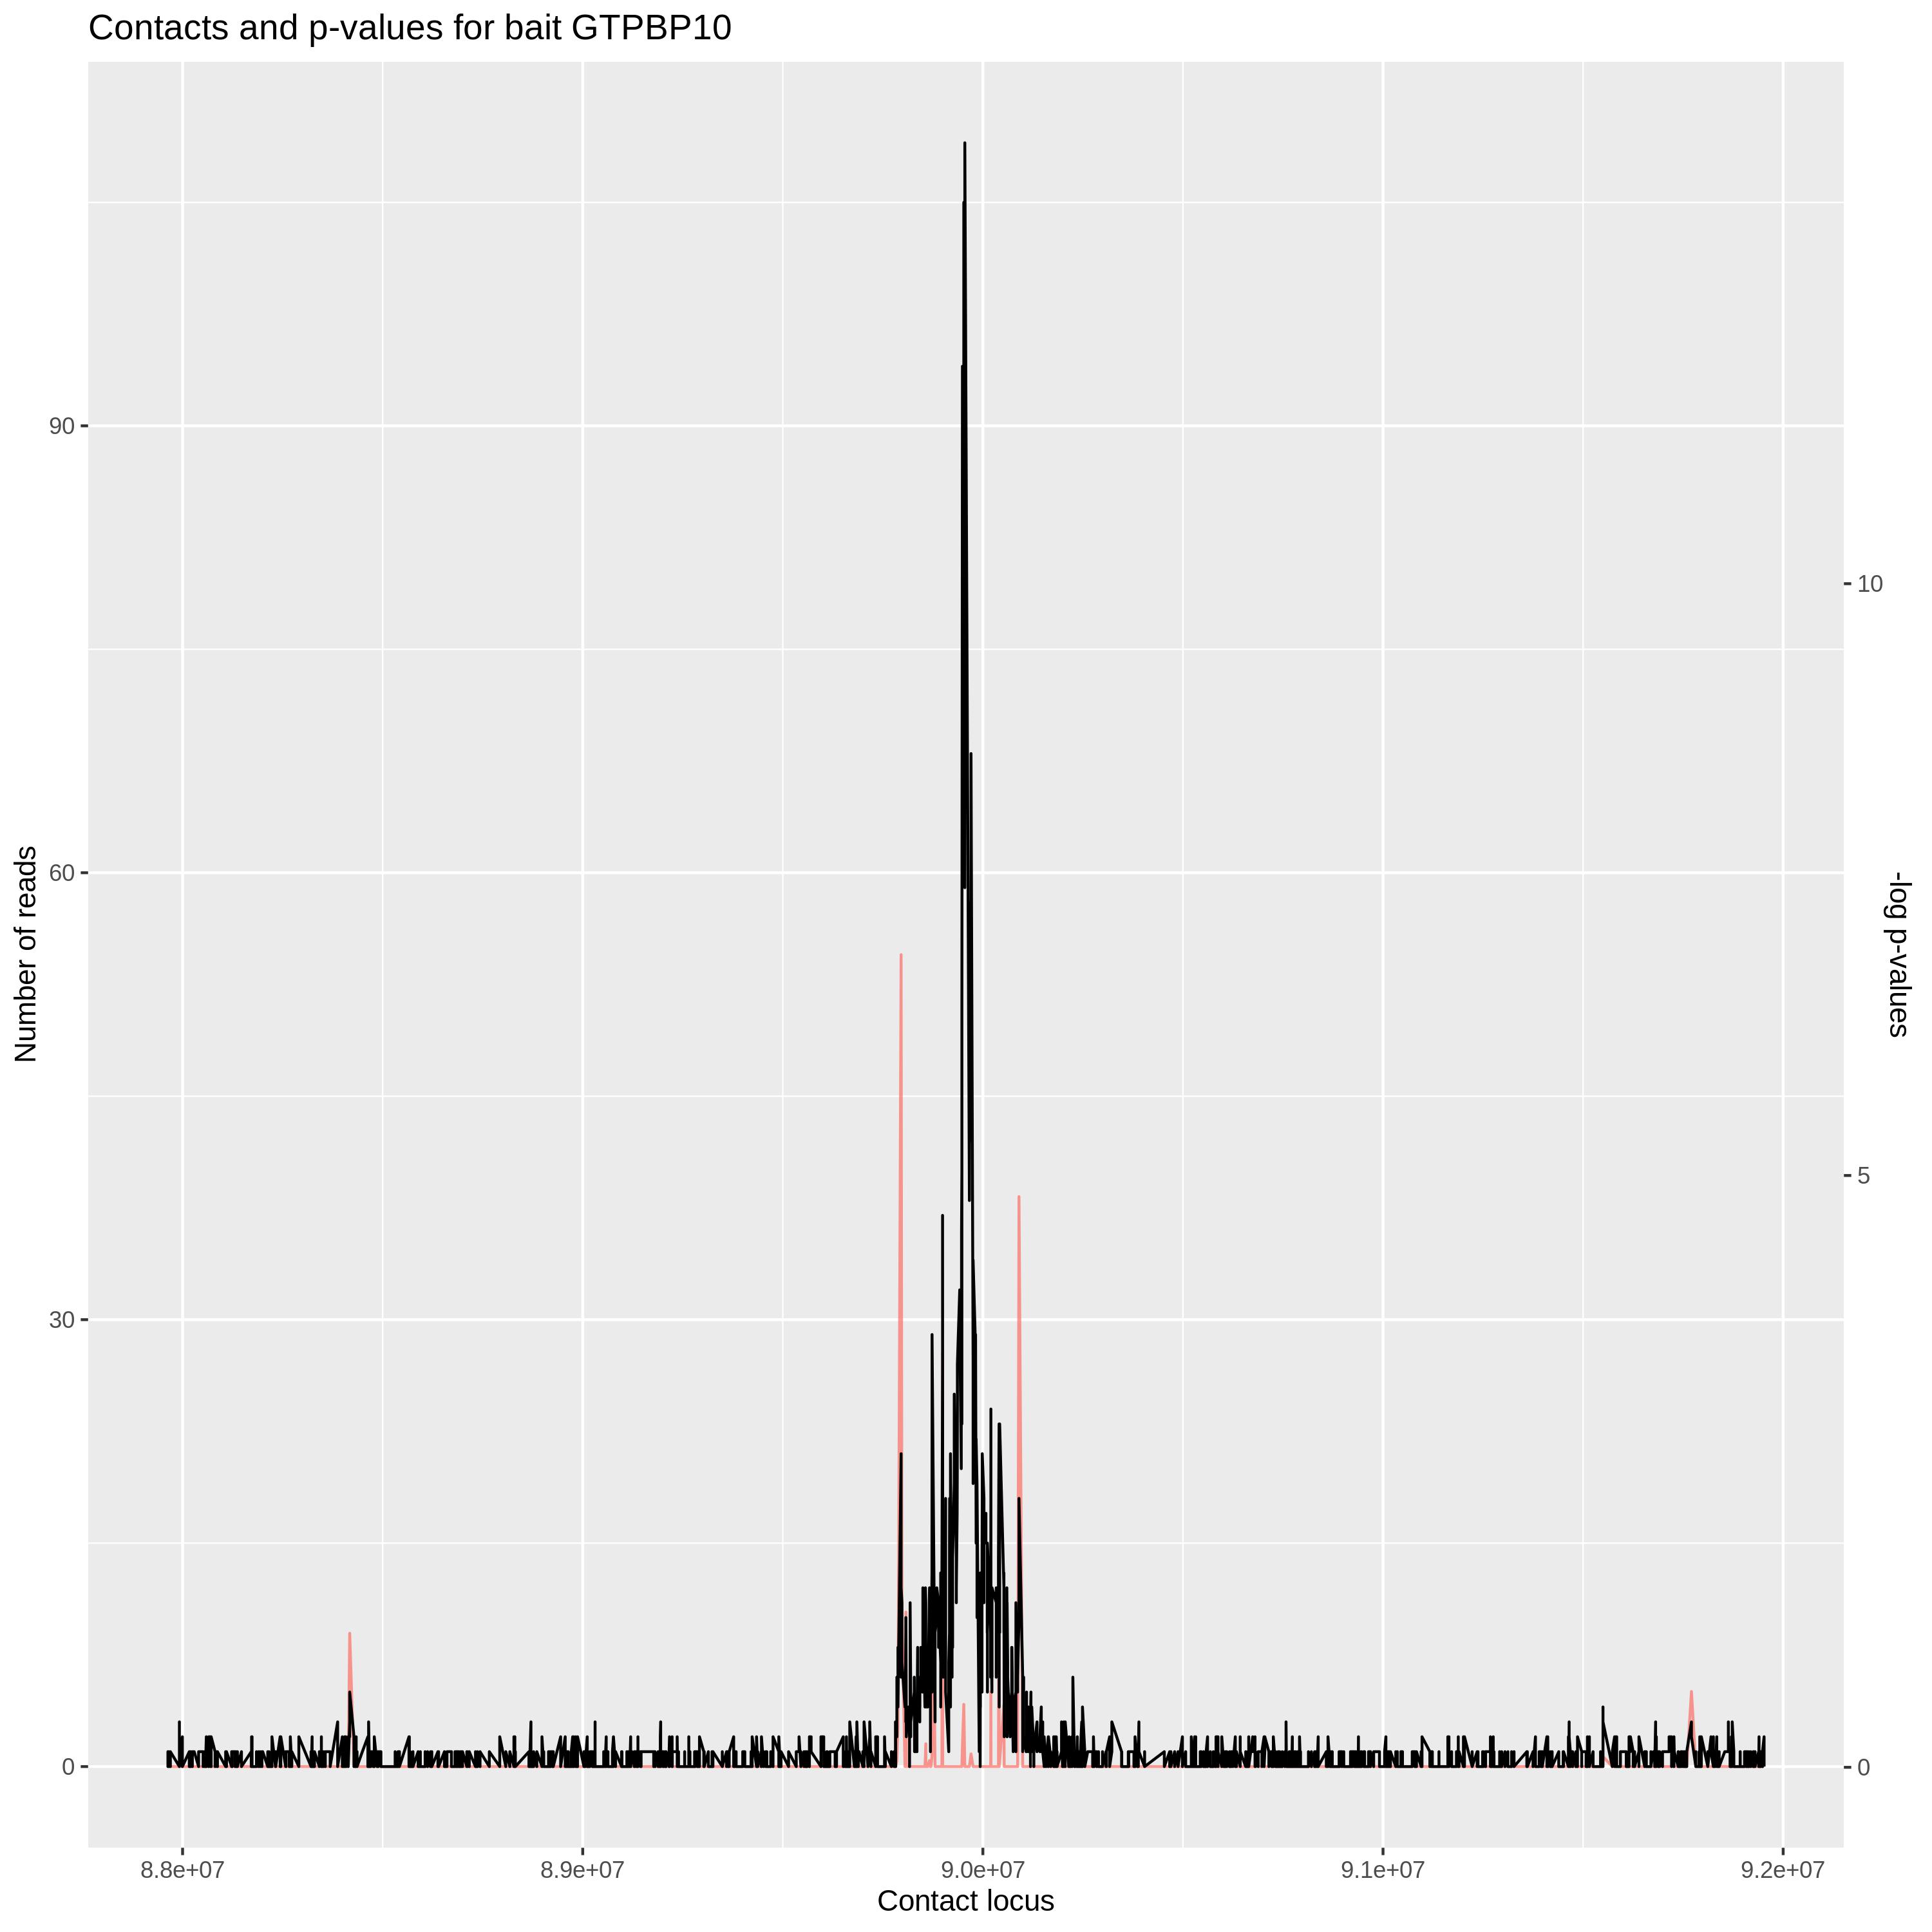 Contacts and p-values for bait GTPBP10
Number of reads
90
60
30
0
10
5
0
-log p-values
8.8e+07
8.9e+07
9.0e+07
9.1e+07
9.2e+07
Contact locus